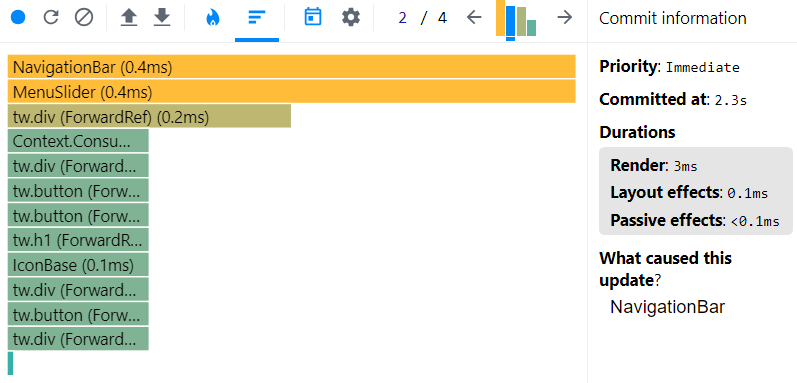 2 / 4
NavigationBar (0.4ms)
MenuSlider (0.4ms)
tw.div (ForwardRef) (0.2ms)
Context.Consu...
tw.div (Forward...
tw.button (Forw...
tw.button (Forw...
tw.h1 (ForwardR...
IconBase (0.1ms)
tw.div (Forward...
tw.button (Forw...
tw.div (Forward...
Commit information
Priority: Immediate
Committed at: 2.3s
Durations
Render: 3ms
Layout effects: 0.1ms
Passive effects: <0.1ms
What caused this
update?
NavigationBar